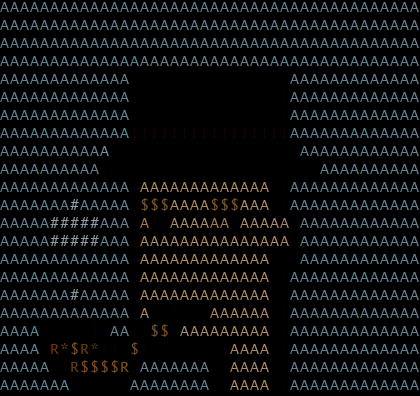 AAAAAAAAAAAAAAAAAAAAAAAAAAAAAAAAAAAAAAAAAA
AAAAAAAAAAAAAAAAAAAAAAAAAAAAAAAAAAAAAAAAAA
AAAAAAAAAAAAAAAAAAAAAAAAAAAAAAAAAAAAAAAAAA
AAAAAAAAAAAAAAAAAAAAAAAAAAAAAAAAAAAAAAAAAA
AAAAAAAAAAAAA                AAAAAAAAAAAAA
AAAAAAAAAAAAA                AAAAAAAAAAAAA
AAAAAAAAAAAAA                AAAAAAAAAAAAA
AAAAAAAAAAAAA!!!!!!!!!!!!!!!!AAAAAAAAAAAAA
AAAAAAAAAAA                   AAAAAAAAAAAA
AAAAAAAAAA                      AAAAAAAAAA
AAAAAAAAAAAAA AAAAAAAAAAAAA  AAAAAAAAAAAAA
AAAAAAA#AAAAA $$$AAAA$$$AAA  AAAAAAAAAAAAA
AAAAA#####AAA A  AAAAAA AAAAA AAAAAAAAAAAA
AAAAA#####AAA AAAAAAAAAAAAAAA AAAAAAAAAAAA
AAAAAAAAAAAAA AAAAAAAAAAAAA   AAAAAAAAAAAA
AAAAAAAAAAAAA AAAAAAAAAAAAA  AAAAAAAAAAAAA
AAAAAAA#AAAAA AAAAAAAAAAAAA  AAAAAAAAAAAAA
AAAAAAAAAAAAA A      AAAAAA  AAAAAAAAAAAAA
AAAA       AA  $$ AAAAAAAAA  AAAAAAAAAAAAA
AAAA R*$R*   $         AAAA  AAAAAAAAAAAAA
AAAAA  R$$$$R AAAAAAA  AAAA  AAAAAAAAAAAAA
AAAAAAA      AAAAAAAA  AAAA  AAAAAAAAAAAAA